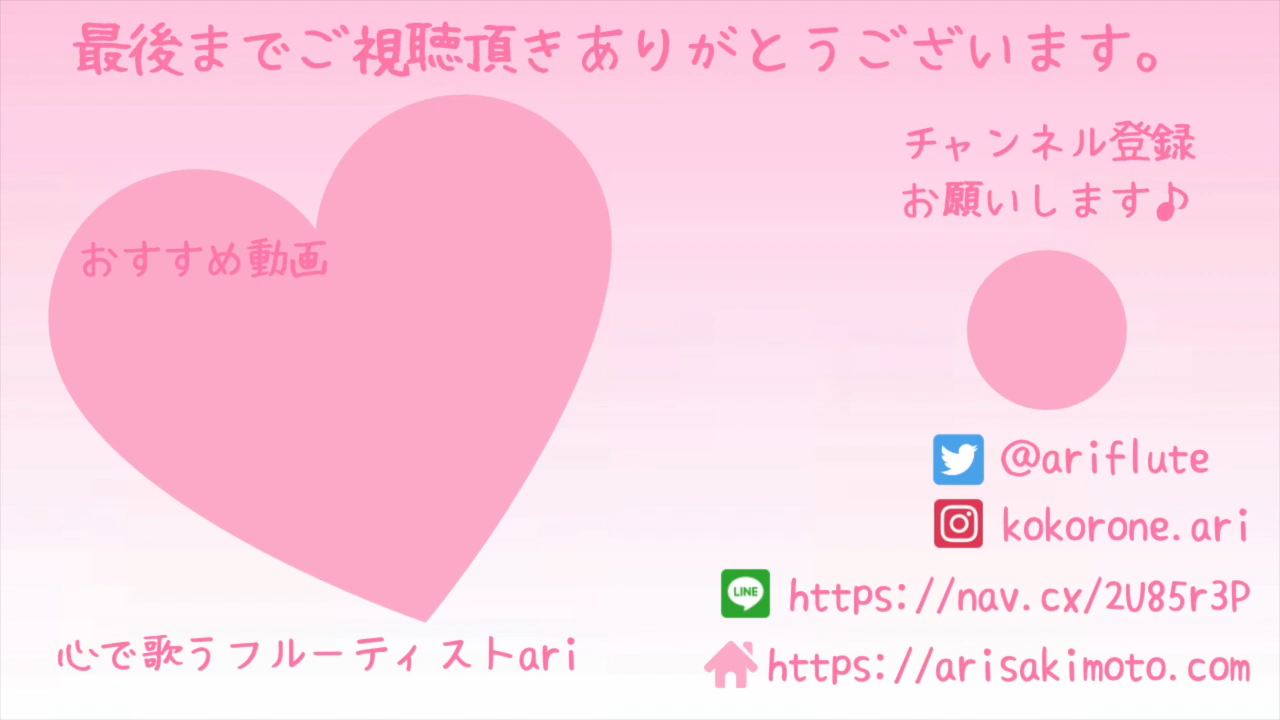 最後までご視聴頂きありがとうございます。
チャンネル登録
お願いします♪
おすすめ動画
@ariflute
kokorone.ari
LINE https://nav.cx/2U85r3P
心で歌うフルーティストari
https://arisakimoto.com